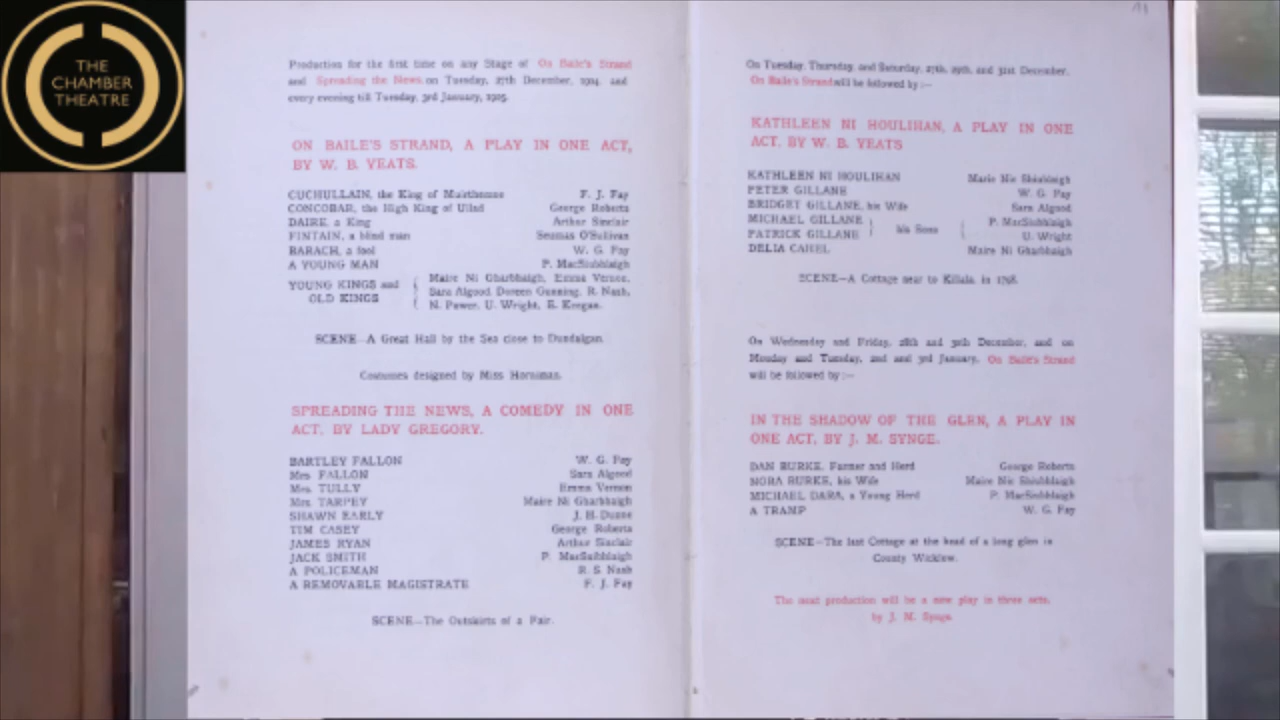 THE
CHAMBER
THEATRE
Production for the first time on any Stage of On Baile's Strand
and Spreading the News on Tuesday, 27th December, 1904, and
every evening till Tuesday, 3rd January, 1905.
ON BAILE'S STRAND, A PLAY IN ONE ACT,
BY W. B. YEATS.
CUCHULLAIN, the King of Muirthemne F. J. Fay
CONCOBAR, the High King of Ullad George Roberts
DAIRE, a King Arthur Sinclair
FINTAIN, a blind man Seumas O'Sullivan
BARACH, a fool W. G. Fay
A YOUNG MAN P. MacSiubhlaigh
YOUNG KINGS and OLD KINGS { Maire Ni Gharbhaigh, Emma Vernon,
Sara Algood, Doreen Gunning, R. Nash,
N. Power, U. Wright, E. Keegan.
SCENE—A Great Hall by the Sea close to Dundalgan.
Costumes designed by Miss Horniman.
SPREADING THE NEWS, A COMEDY IN ONE
ACT, BY LADY GREGORY.
BARTLEY FALLON W. G. Fay
Mrs. FALLON Sara Algood
Mrs. TULLY Emma Vernon
Mrs. TARPEY Maire Ni Gharbhaigh
SHAWN EARLY J. H. Dunne
TIM CASEY George Roberts
JAMES RYAN Arthur Sinclair
JACK SMITH P. MacSuibhlaigh
A POLICEMAN R. S. Nash
A REMOVABLE MAGISTRATE F. J. Fay
SCENE—The Outskirts of a Fair.
On Tuesday, Thursday, and Saturday, 27th, 29th, and 31st December,
On Baile's Strand will be followed by :—
KATHLEEN NI HOULIHAN, A PLAY IN ONE
ACT, BY W. B. YEATS
KATHLEEN NI HOULIHAN Marie Nic Shiubhlaigh
PETER GILLANE W. G. Fay
BRIDGET GILLANE, his Wife Sara Algood
MICHAEL GILLANE } his Sons { P. MacSiubhlaigh
PATRICK GILLANE U. Wright
DELIA CAHEL Maire Ni Gharbhaigh
SCENE—A Cottage near to Killala, in 1798.
On Wednesday and Friday, 28th and 30th December, and on
Monday and Tuesday, 2nd and 3rd January, On Baile's Strand
will be followed by :—
IN THE SHADOW OF THE GLEN, A PLAY IN
ONE ACT, BY J. M. SYNGE.
DAN BURKE, Farmer and Herd George Roberts
NORA BURKE, his Wife Maire Nic Shiubhlaigh
MICHAEL DARA, a Young Herd P. MacSiubhlaigh
A TRAMP W. G. Fay
SCENE—The last Cottage at the head of a long glen in
County Wicklow.
The next production will be a new play in three acts,
by J. M. Synge.